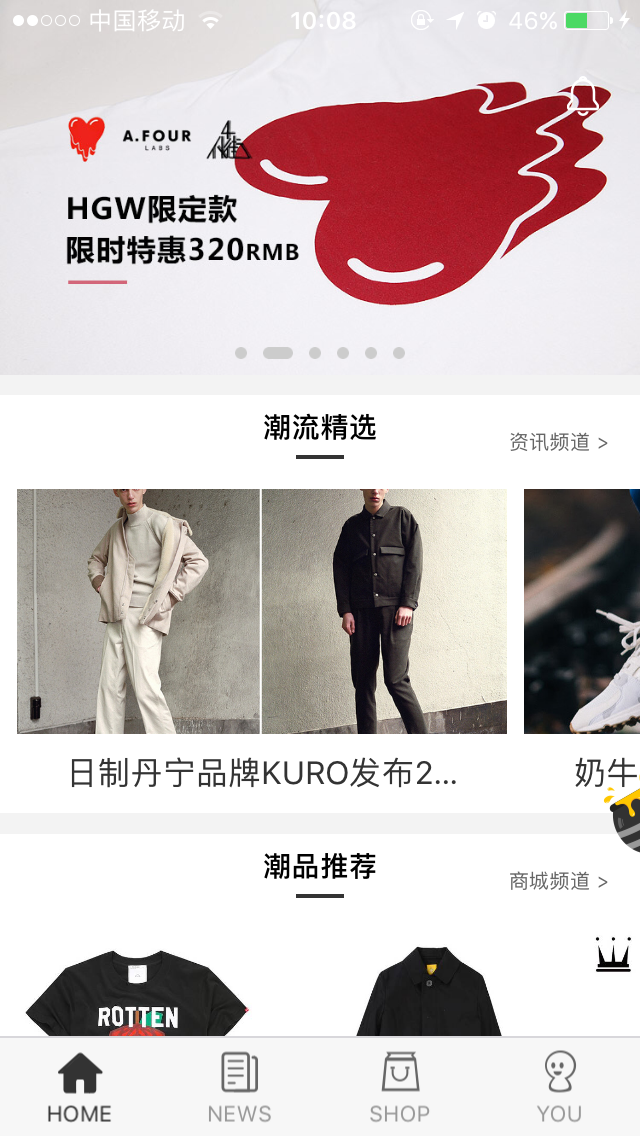 中国移动
10:08
46%
A.FOUR
LABS
HGW限定款
限时特惠320RMB
潮流精选
资讯频道 >
日制丹宁品牌KURO发布2...
奶牛
潮品推荐
商城频道 >
ROTTEN
HOME
NEWS
SHOP
YOU